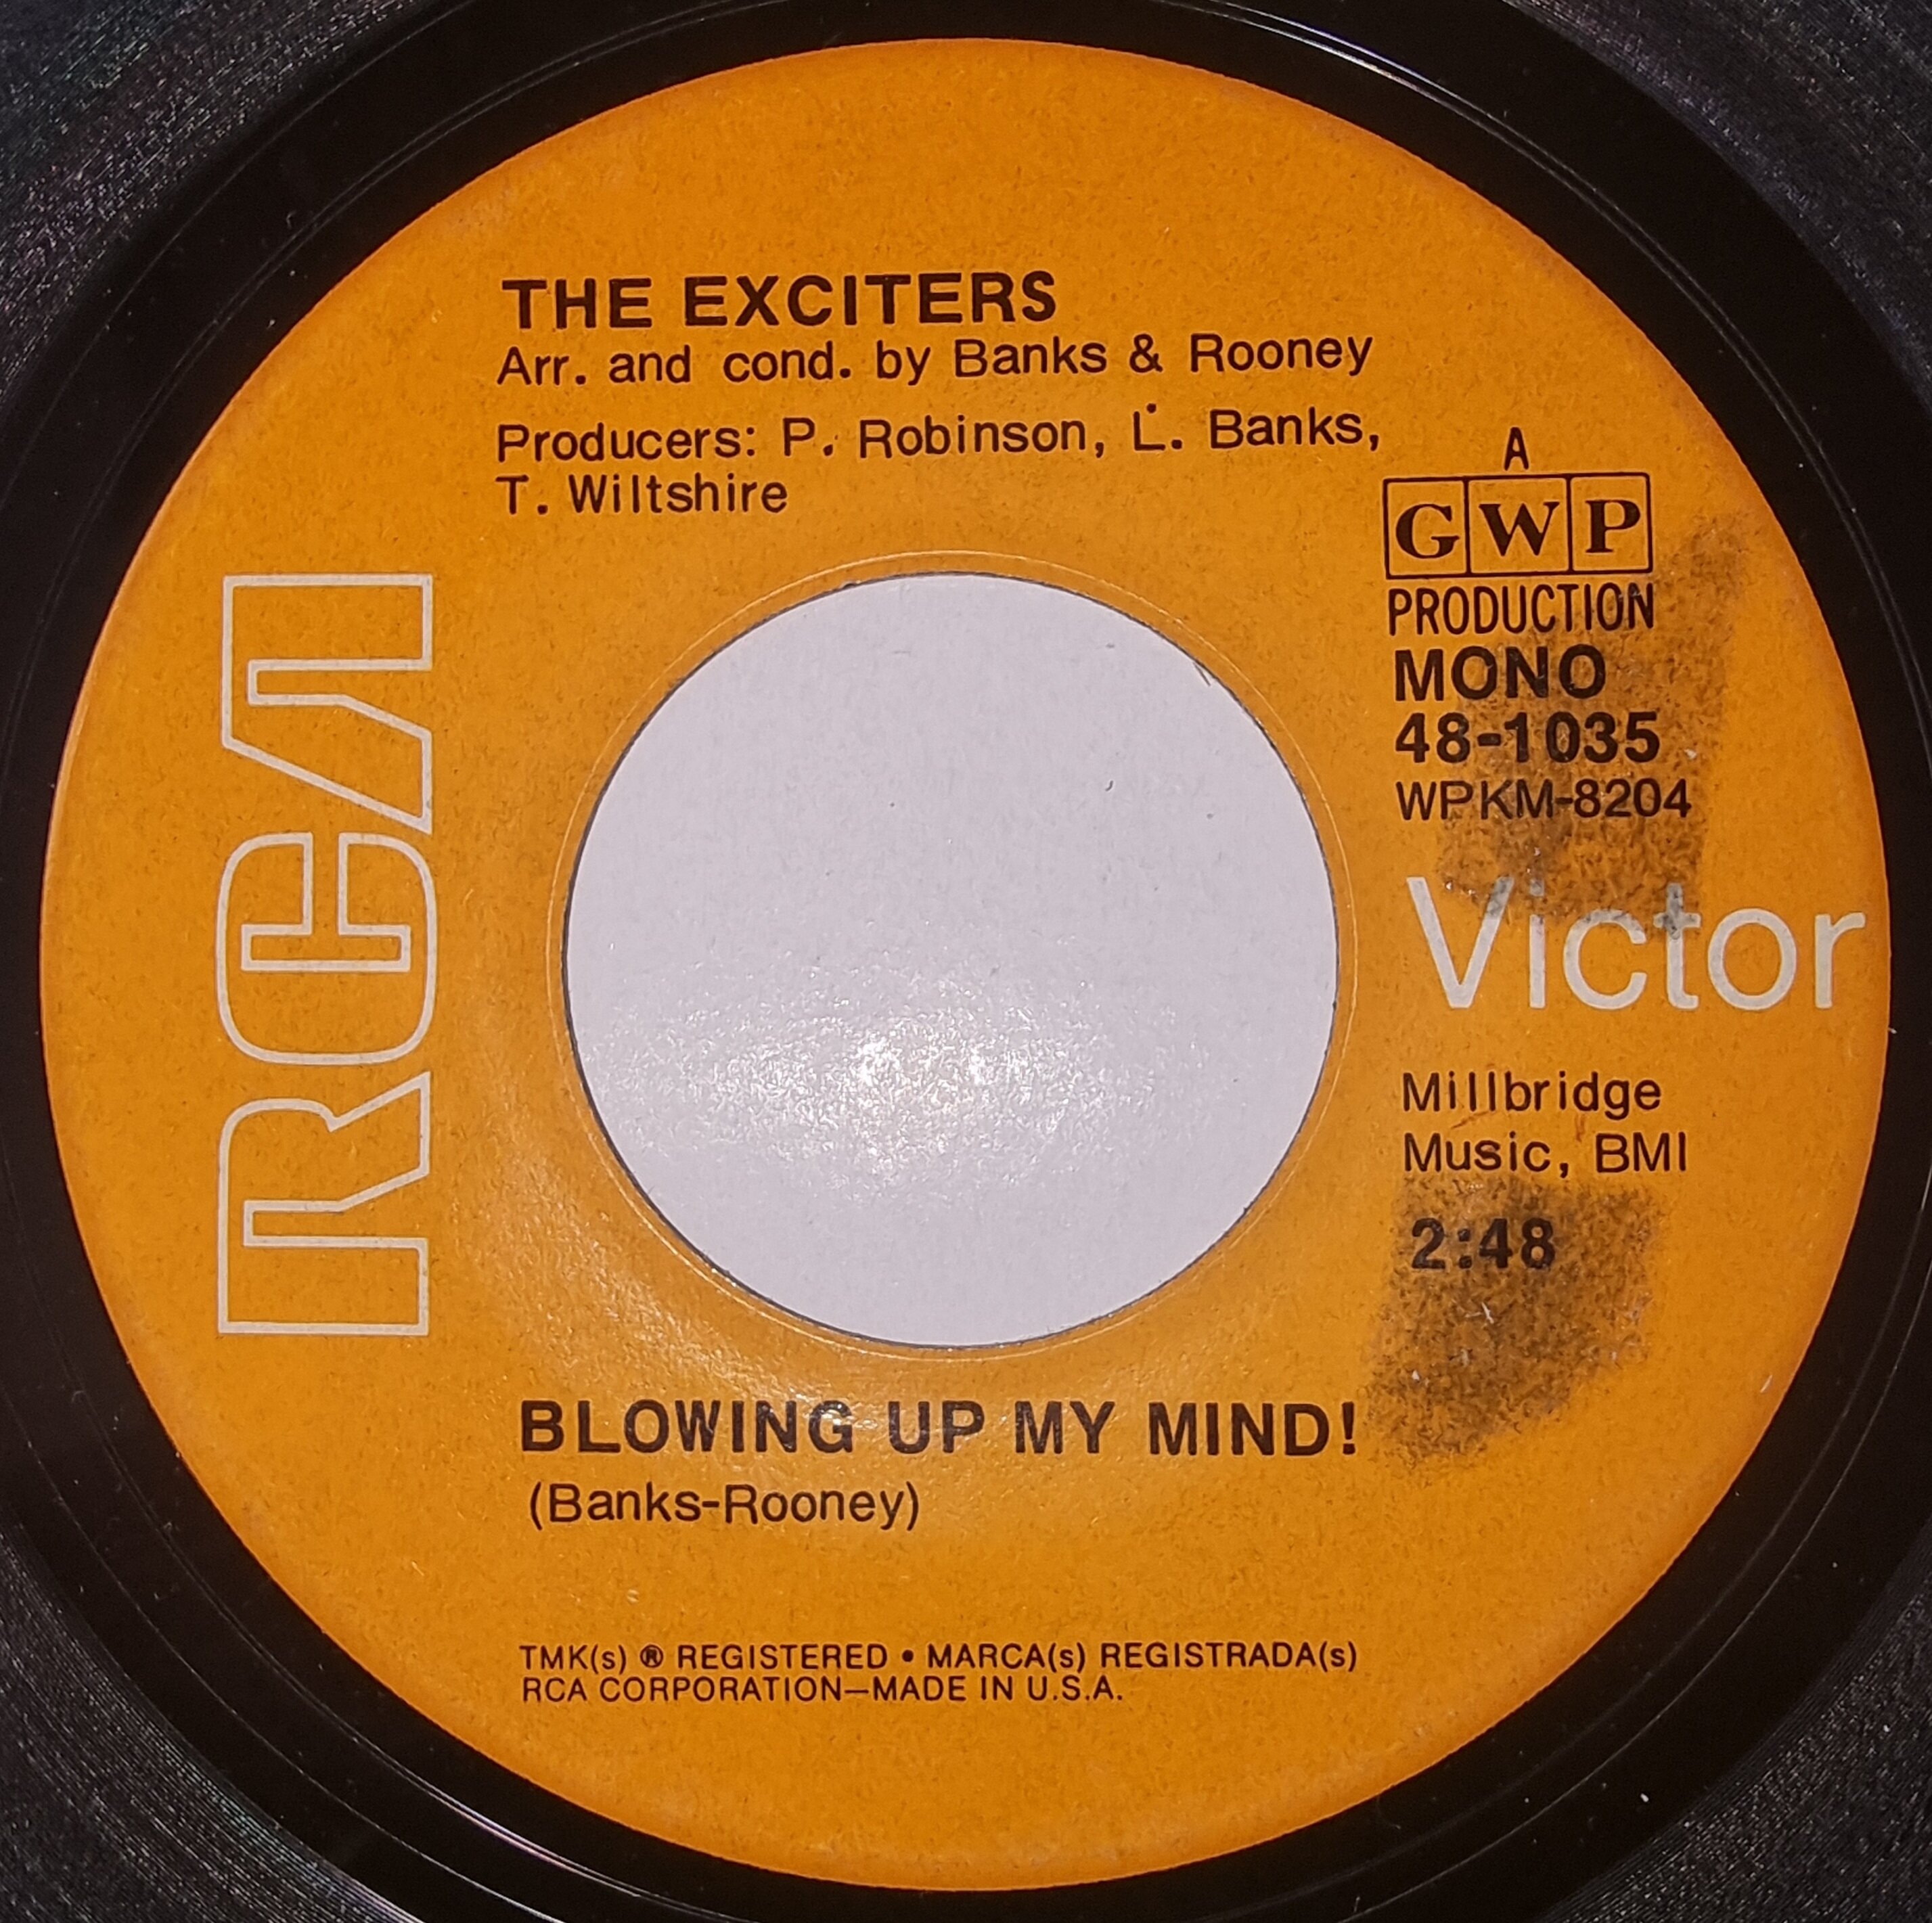 THE EXCITERS
Arr. and cond. by Banks & Rooney
Producers: P. Robinson, L. Banks,
T. Wiltshire
A
GWP
PRODUCTION
MONO
48-1035
WPKM-8204
RCA
Victor
Millbridge
Music, BMI
2:48
BLOWING UP MY MIND!
(Banks-Rooney)
TMK(s) ® REGISTERED • MARCA(s) REGISTRADA(s)
RCA CORPORATION—MADE IN U.S.A.